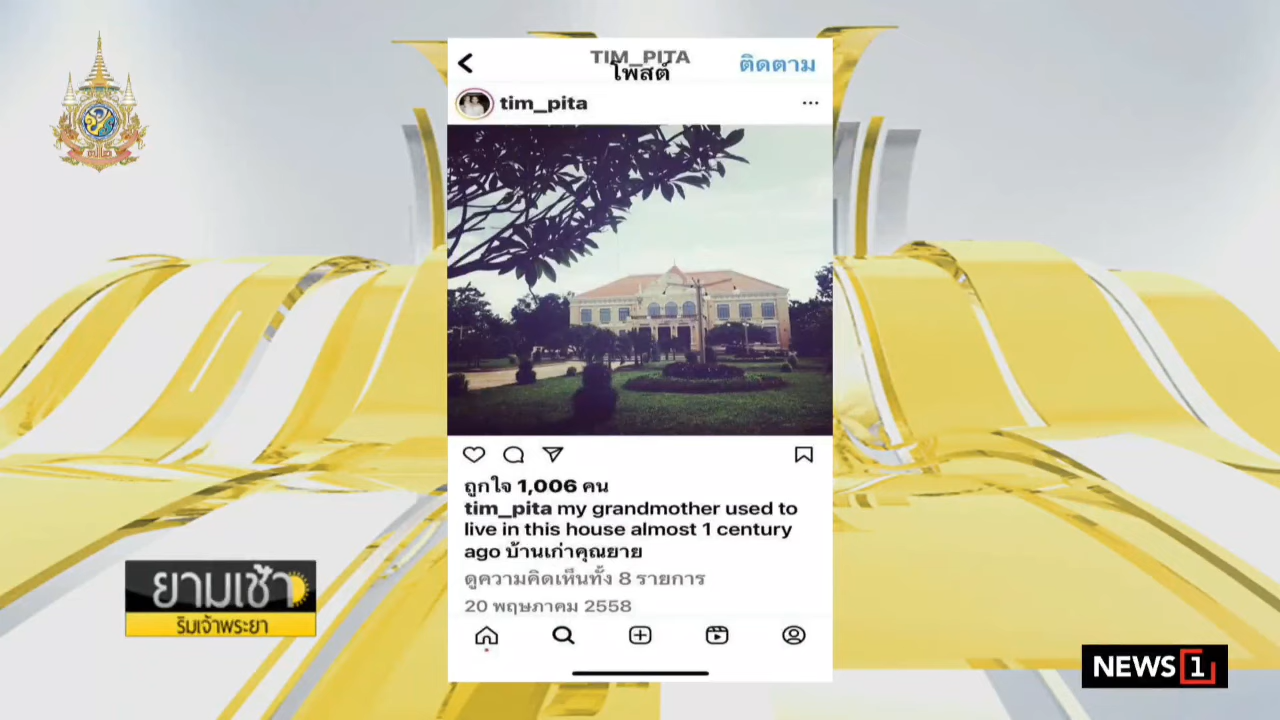 TIM_PITA
โพสต์
ติดตาม
tim_pita
ถูกใจ 1,006 คน
tim_pita my grandmother used to
live in this house almost 1 century
ago บ้านเก่าคุณยาย
ดูความคิดเห็นทั้ง 8 รายการ
20 พฤษภาคม 2558
ยามเช้า
ริมเจ้าพระยา
NEWS 1